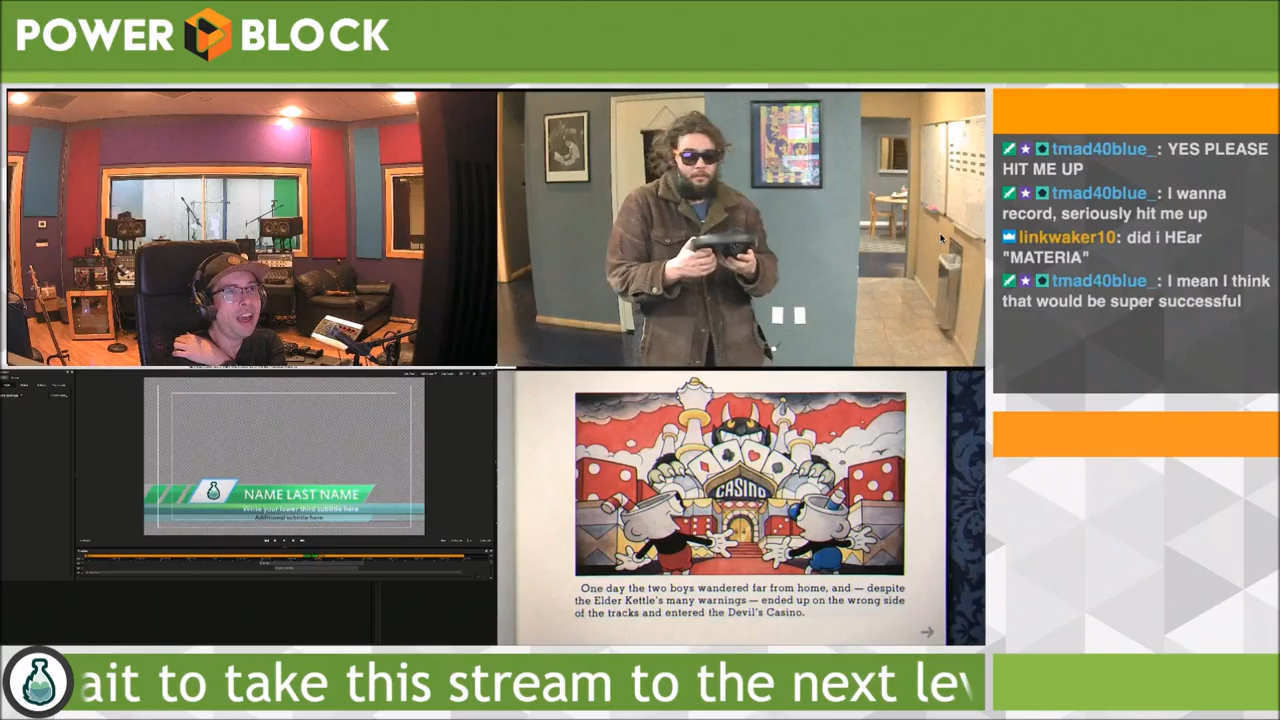 POWER BLOCK
tmad40blue_: YES PLEASE
HIT ME UP
tmad40blue_: I wanna
record, seriously hit me up
linkwaker10: did i HEar
"MATERIA"
tmad40blue_: I mean I think
that would be super successful
NAME LAST NAME
Write your lower third subtitle here
Additional subtitle here
CASINO
One day the two boys wandered far from home, and — despite
the Elder Kettle's many warnings — ended up on the wrong side
of the tracks and entered the Devil's Casino.
ait to take this stream to the next lev